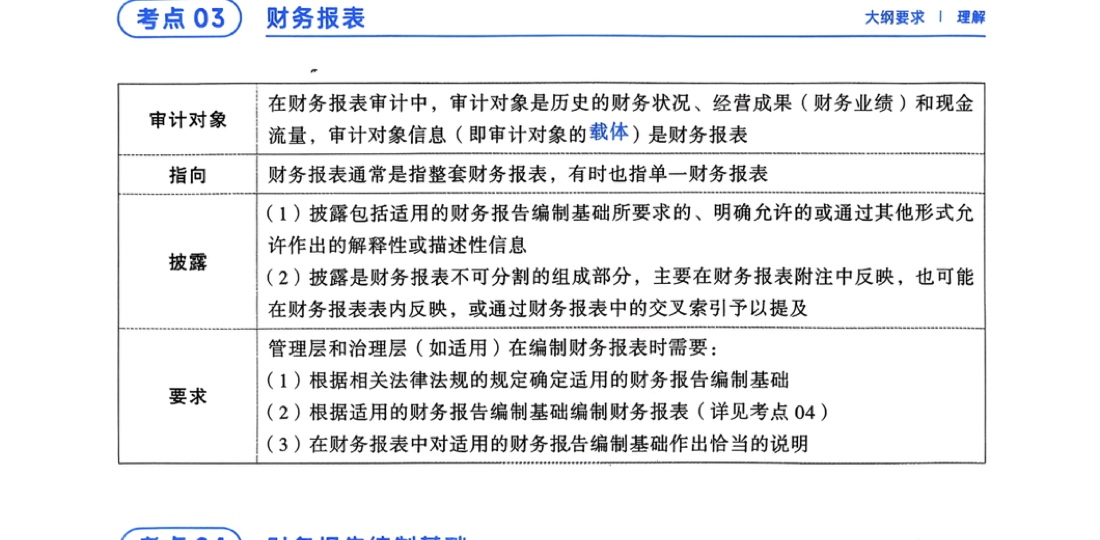 考点 03 财务报表 大纲要求 | 理解
审计对象
在财务报表审计中，审计对象是历史的财务状况、经营成果（财务业绩）和现金
流量，审计对象信息（即审计对象的载体）是财务报表
指向
财务报表通常是指整套财务报表，有时也指单一财务报表
披露
（1）披露包括适用的财务报告编制基础所要求的、明确允许的或通过其他形式允
许作出的解释性或描述性信息
（2）披露是财务报表不可分割的组成部分，主要在财务报表附注中反映，也可能
在财务报表表内反映，或通过财务报表中的交叉索引予以提及
要求
管理层和治理层（如适用）在编制财务报表时需要：
（1）根据相关法律法规的规定确定适用的财务报告编制基础
（2）根据适用的财务报告编制基础编制财务报表（详见考点 04）
（3）在财务报表中对适用的财务报告编制基础作出恰当的说明
考点 04 财务报告编制基础